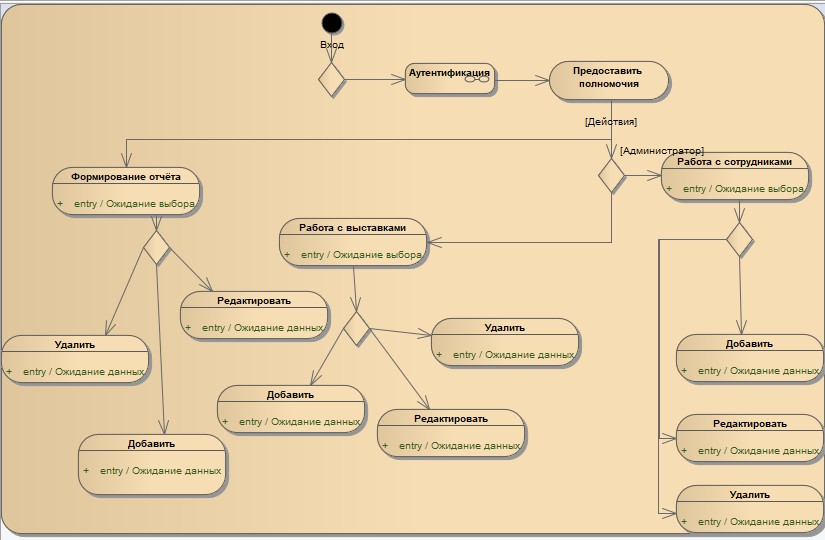 Вход
Аутентификация
Предоставить
полномочия
[Действия]
[Администратор]
Формирование отчёта
+ entry / Ожидание выбора
Работа с сотрудниками
+ entry / Ожидание выбора
Работа с выставками
+ entry / Ожидание выбора
Редактировать
+ entry / Ожидание данных
Удалить
+ entry / Ожидание данных
Удалить
+ entry / Ожидание данных
Добавить
+ entry / Ожидание данных
Добавить
+ entry / Ожидание данных
Редактировать
+ entry / Ожидание данных
Редактировать
+ entry / Ожидание данных
Добавить
+ entry / Ожидание данных
Удалить
+ entry / Ожидание данных